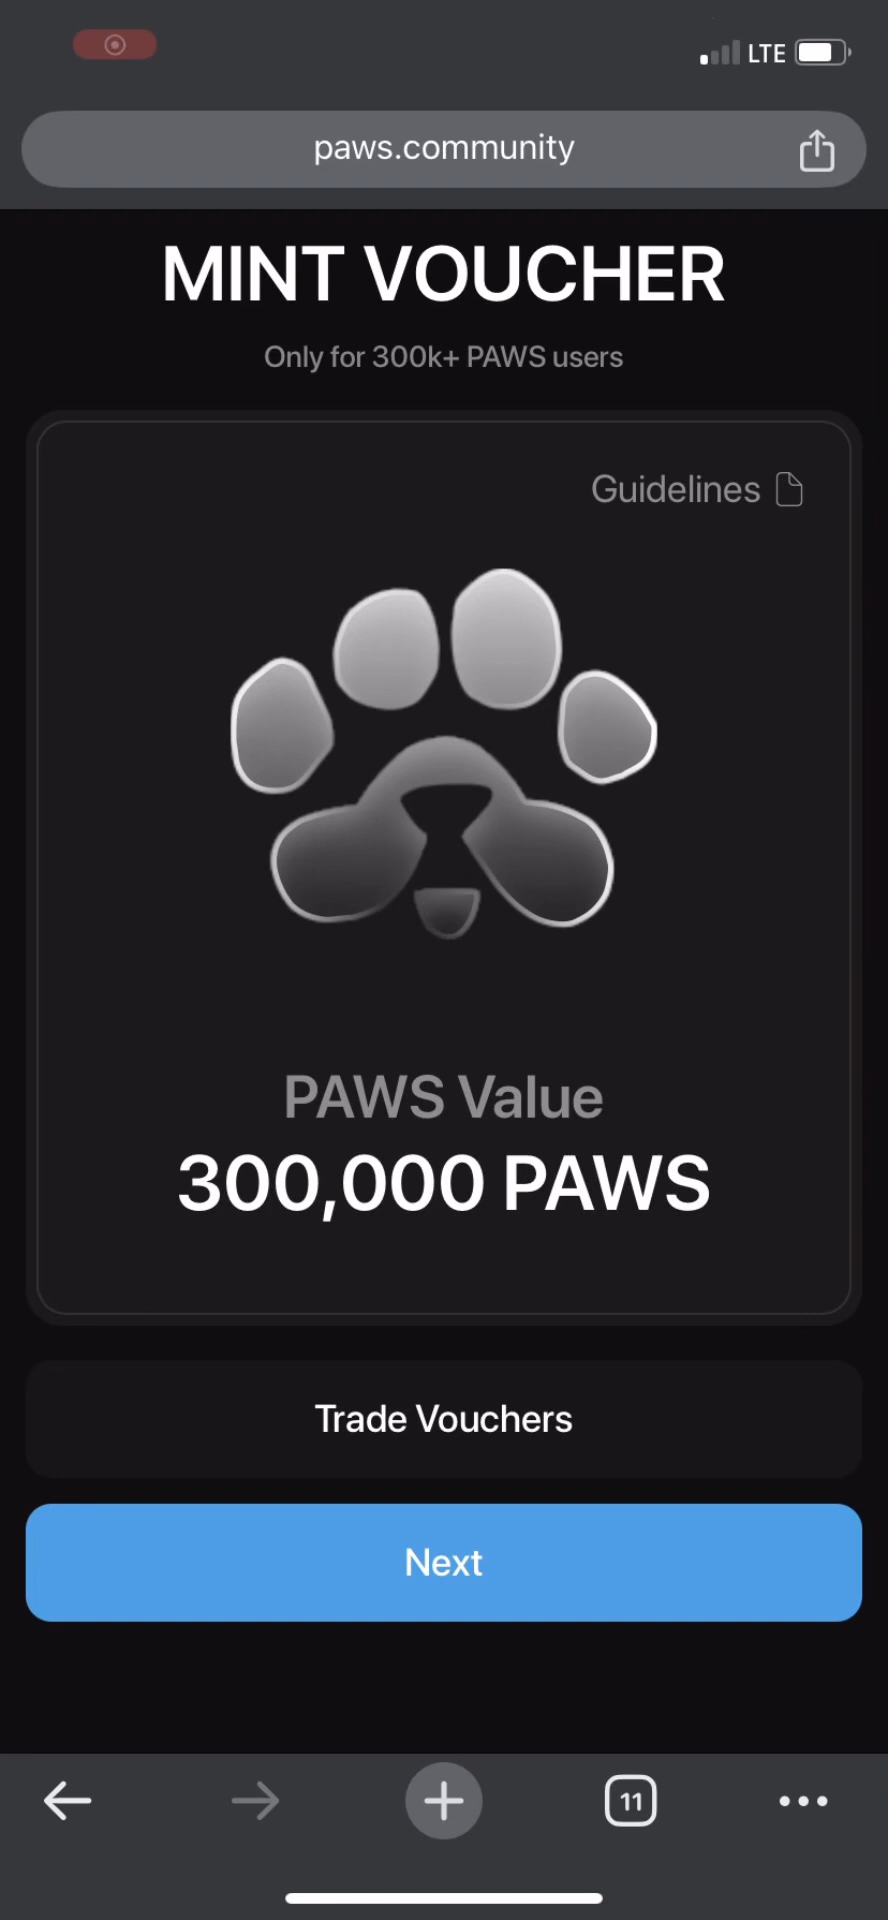 LTE
paws.community
MINT VOUCHER
Only for 300k+ PAWS users
Guidelines
PAWS Value
300,000 PAWS
Trade Vouchers
Next
11